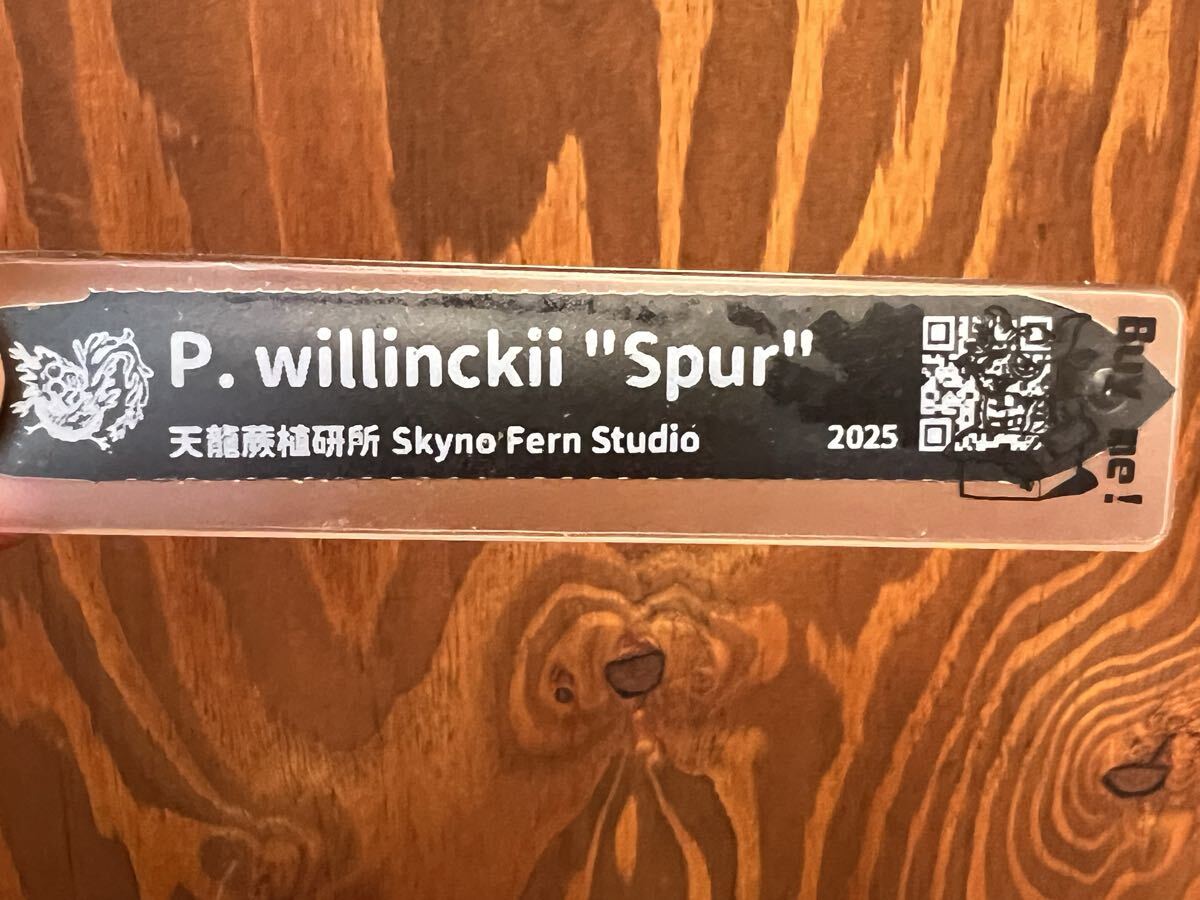 P. willinckii "Spur"
天龍蕨植研所 Skyno Fern Studio
2025
Buy me!